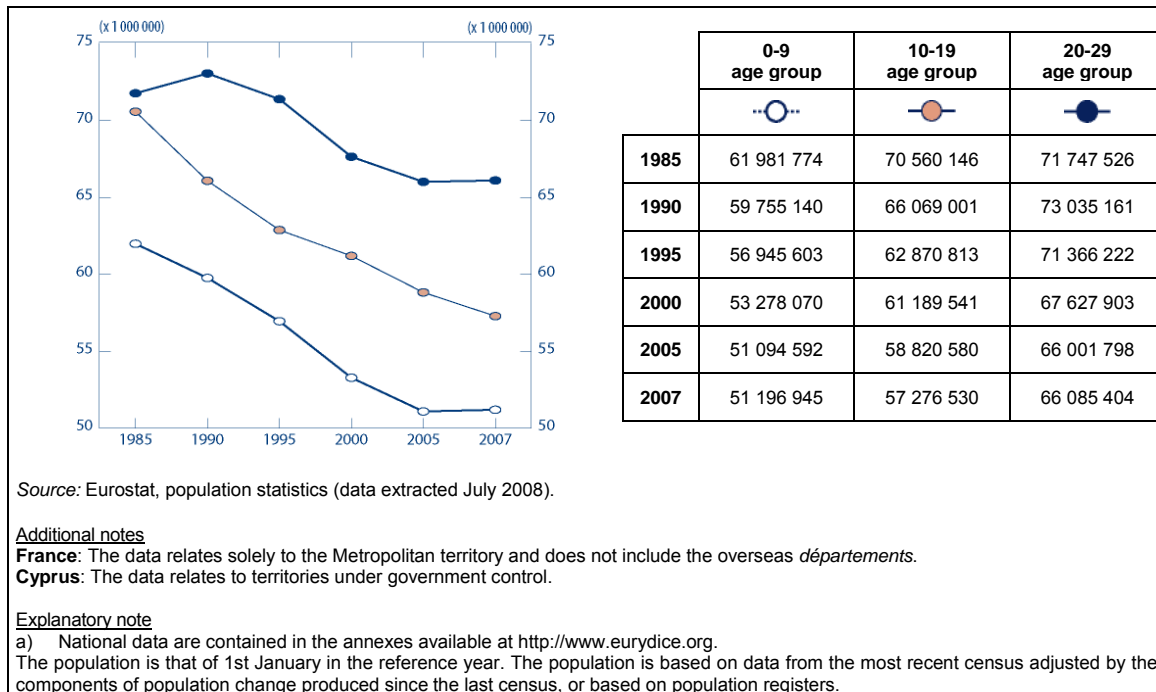 (x 1 000 000) (x 1 000 000)
75 75
70 70
65 65
60 60
55 55
50 50
1985 1990 1995 2000 2005 2007
0-9 age group 10-19 age group 20-29 age group
1985 61 981 774 70 560 146 71 747 526
1990 59 755 140 66 069 001 73 035 161
1995 56 945 603 62 870 813 71 366 222
2000 53 278 070 61 189 541 67 627 903
2005 51 094 592 58 820 580 66 001 798
2007 51 196 945 57 276 530 66 085 404
Source: Eurostat, population statistics (data extracted July 2008).
Additional notes
France: The data relates solely to the Metropolitan territory and does not include the overseas départements.
Cyprus: The data relates to territories under government control.
Explanatory note
a) National data are contained in the annexes available at http://www.eurydice.org.
The population is that of 1st January in the reference year. The population is based on data from the most recent census adjusted by the
components of population change produced since the last census, or based on population registers.